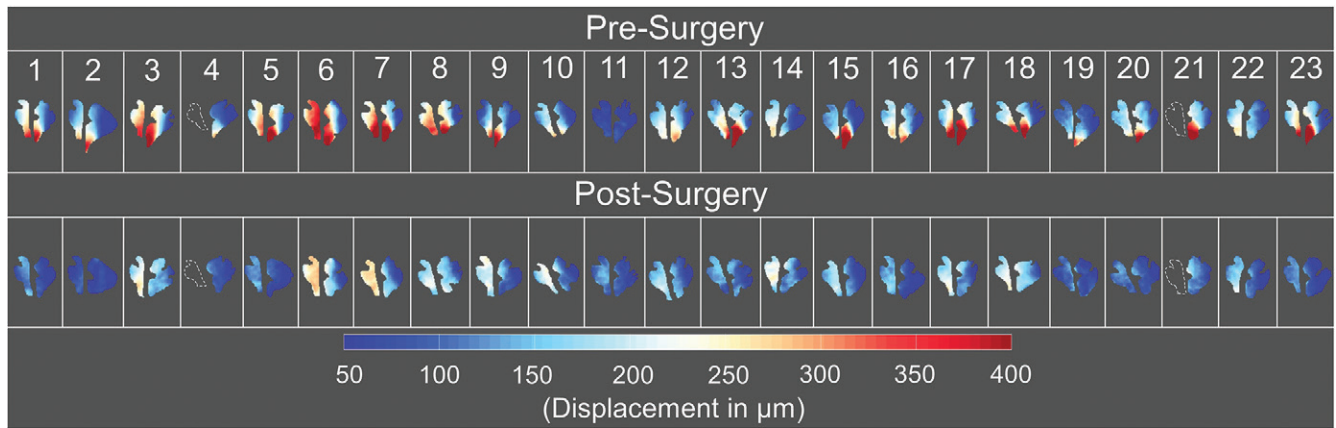 Pre-Surgery
1 2 3 4 5 6 7 8 9 10 11 12 13 14 15 16 17 18 19 20 21 22 23
Post-Surgery
50 100 150 200 250 300 350 400
(Displacement in μm)